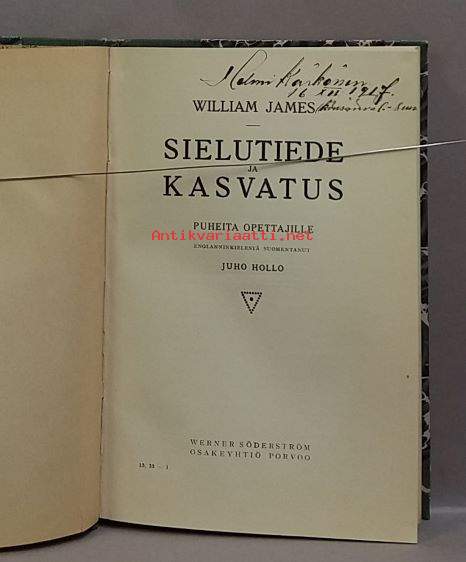 Helmi Kärkönen
16 XII 1917.
WILLIAM JAMES
SIELUTIEDE
JA
KASVATUS
PUHEITA OPETTAJILLE
Antikvariaatti.net
ENGLANNINKIELESTÄ SUOMENTANUT
JUHO HOLLO
WERNER SÖDERSTRÖM
OSAKEYHTIÖ PORVOO